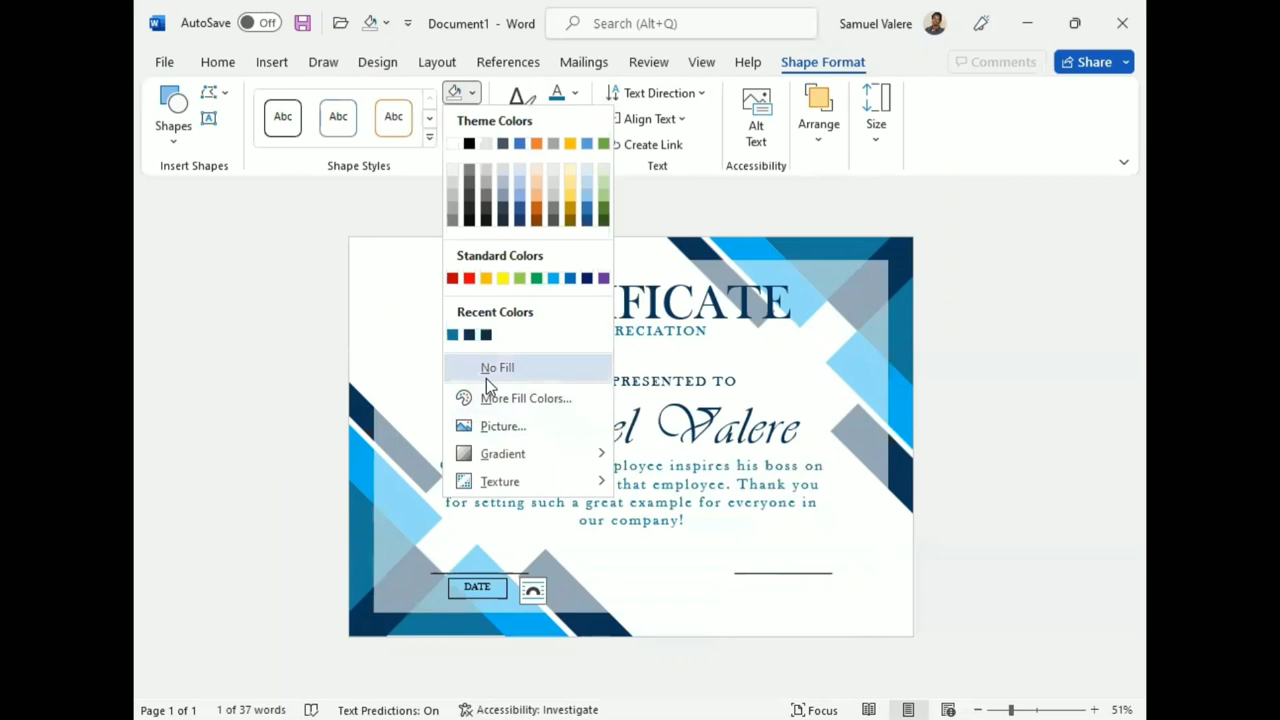 AutoSave Off
Document1 - Word
Search (Alt+Q)
Samuel Valere
File Home Insert Draw Design Layout References Mailings Review View Help Shape Format
Comments
Share
Shapes
Insert Shapes
Abc Abc Abc
Shape Styles
Text Direction
Align Text
Create Link
Text
Alt Text
Accessibility
Arrange
Size
Theme Colors
Standard Colors
Recent Colors
No Fill
More Fill Colors...
Picture...
Gradient
Texture
IFICATE
RECIATION
PRESENTED TO
el Valere
ployee inspires his boss on
that employee. Thank you
for setting such a great example for everyone in
our company!
DATE
Page 1 of 1
1 of 37 words
Text Predictions: On
Accessibility: Investigate
Focus
51%